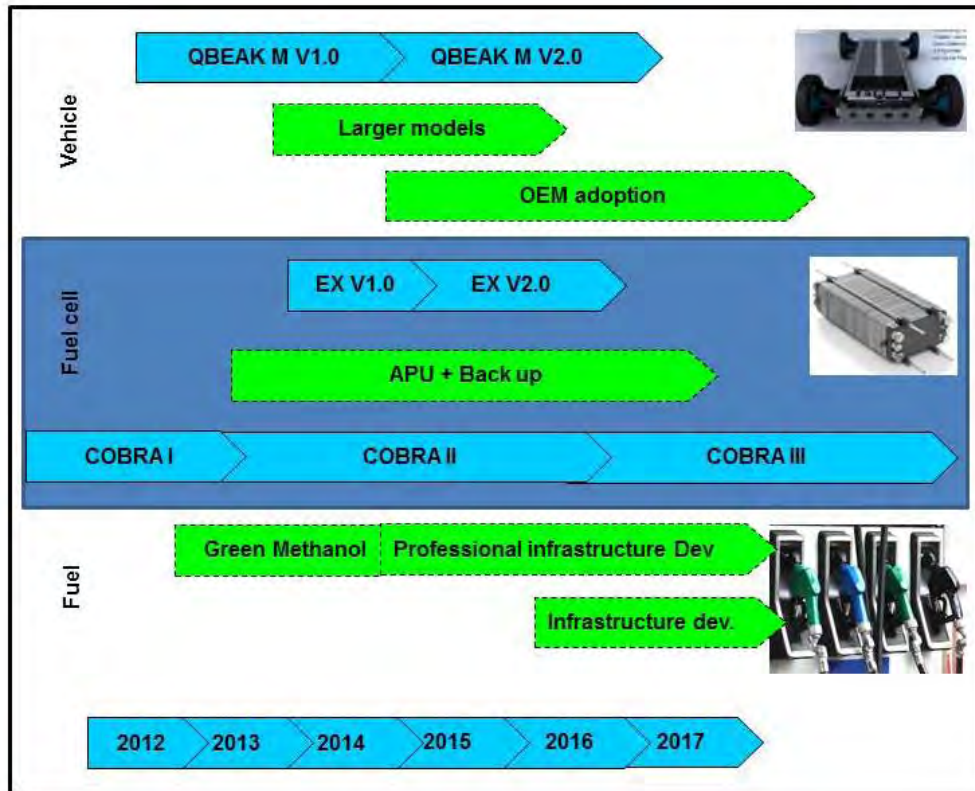 QBEAK M V1.0
QBEAK M V2.0
Larger models
OEM adoption
Vehicle
EX V1.0
EX V2.0
APU + Back up
COBRA I
COBRA II
COBRA III
Fuel cell
Green Methanol
Professional infrastructure Dev
Infrastructure dev.
Fuel
2012
2013
2014
2015
2016
2017